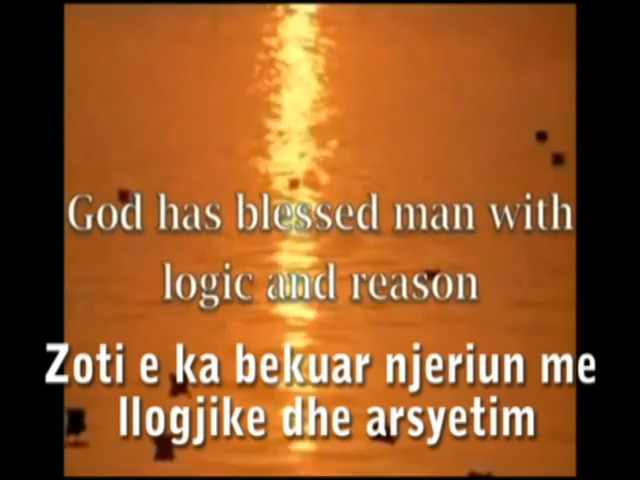 God has blessed man with
logic and reason
Zoti e ka bekuar njeriun me
llogjike dhe arsyetim